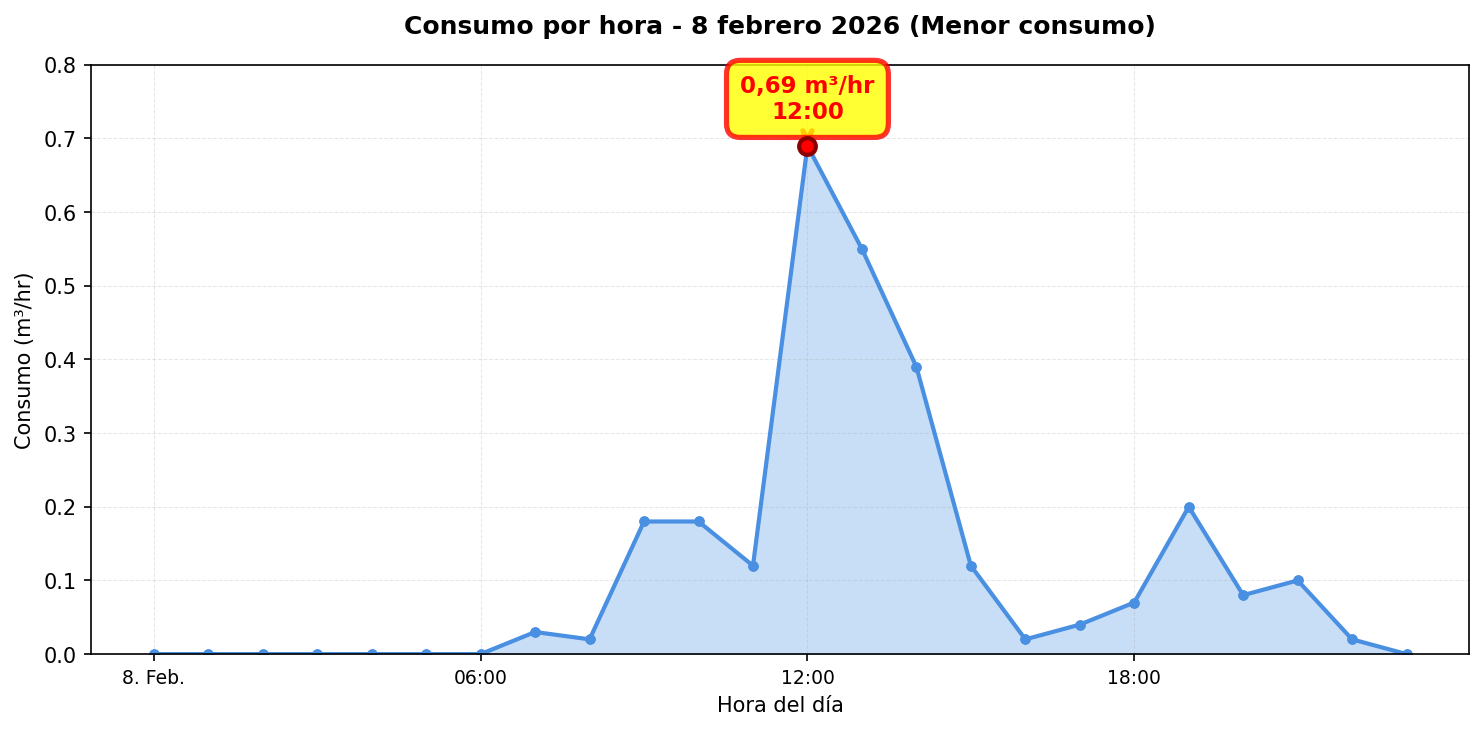 Consumo por hora - 8 febrero 2026 (Menor consumo)
0,69 m³/hr
12:00
Consumo (m³/hr)
0.8
0.7
0.6
0.5
0.4
0.3
0.2
0.1
0.0
8. Feb.
06:00
12:00
18:00
Hora del día